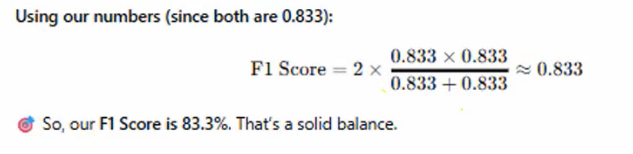 Using our numbers (since both are 0.833):
F1 Score = 2 × 0.833 × 0.833 / 0.833 + 0.833 ≈ 0.833
🎯 So, our F1 Score is 83.3%. That's a solid balance.